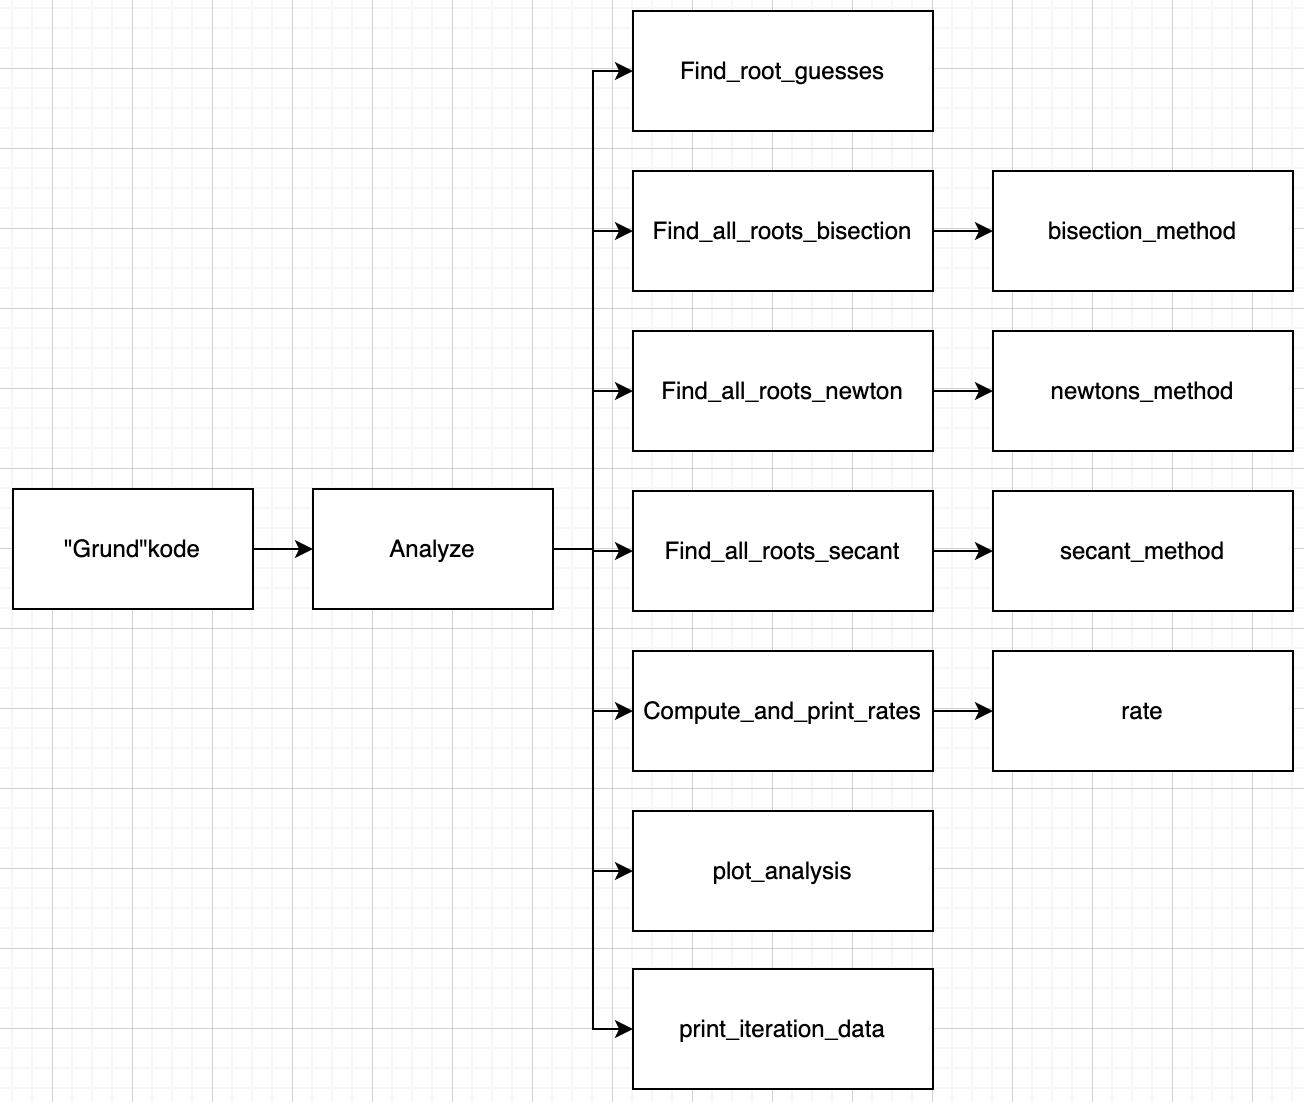 Find_root_guesses
Find_all_roots_bisection
bisection_method
Find_all_roots_newton
newtons_method
"Grund"kode
Analyze
Find_all_roots_secant
secant_method
Compute_and_print_rates
rate
plot_analysis
print_iteration_data